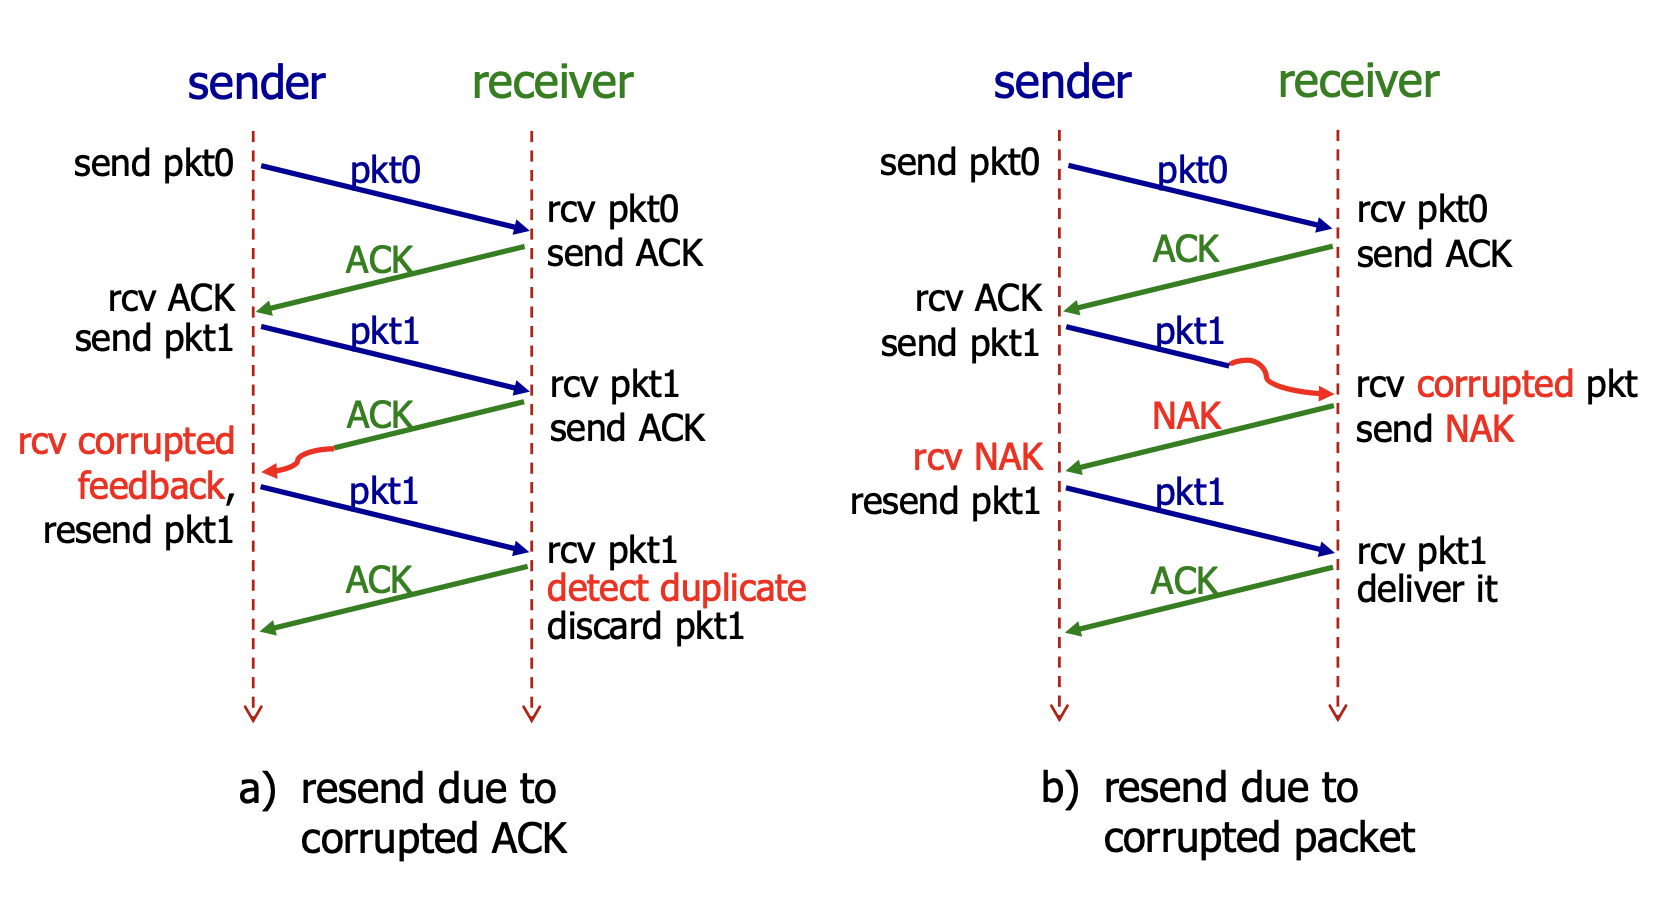 sender
receiver
send pkt0
pkt0
rcv pkt0
send ACK
ACK
rcv ACK
send pkt1
pkt1
rcv pkt1
send ACK
ACK
rcv corrupted
feedback,
resend pkt1
pkt1
rcv pkt1
detect duplicate
discard pkt1
ACK
a) resend due to
corrupted ACK
sender
receiver
send pkt0
pkt0
rcv pkt0
send ACK
ACK
rcv ACK
send pkt1
pkt1
rcv corrupted pkt
send NAK
NAK
rcv NAK
resend pkt1
pkt1
rcv pkt1
deliver it
ACK
b) resend due to
corrupted packet